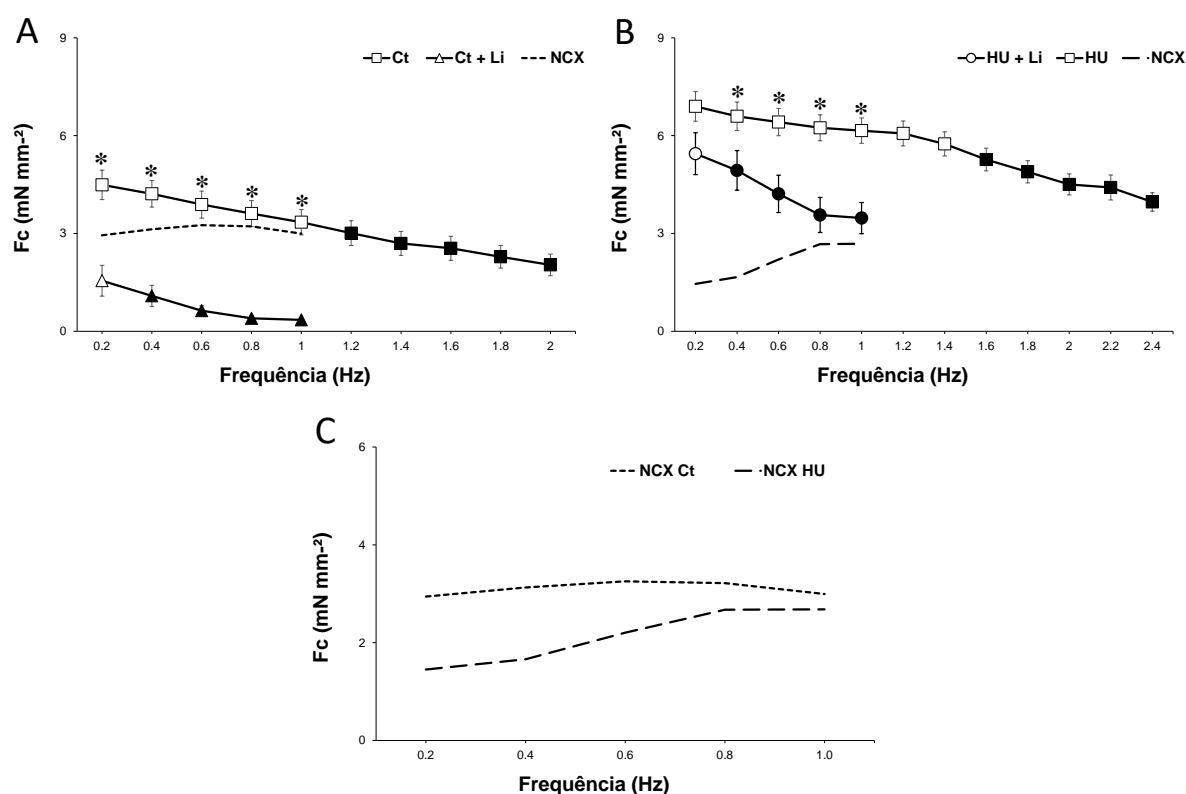 A
9
6
3
0
Fc (mN mm-²)
Ct Ct + Li NCX
* * * * *
0.2 0.4 0.6 0.8 1 1.2 1.4 1.6 1.8 2
Frequência (Hz)
B
9
6
3
0
Fc (mN mm-²)
HU + Li HU NCX
* * * *
0.2 0.4 0.6 0.8 1 1.2 1.4 1.6 1.8 2 2.2 2.4
Frequência (Hz)
C
6
4
2
0
Fc (mN mm-²)
NCX Ct NCX HU
0.2 0.4 0.6 0.8 1.0
Frequência (Hz)